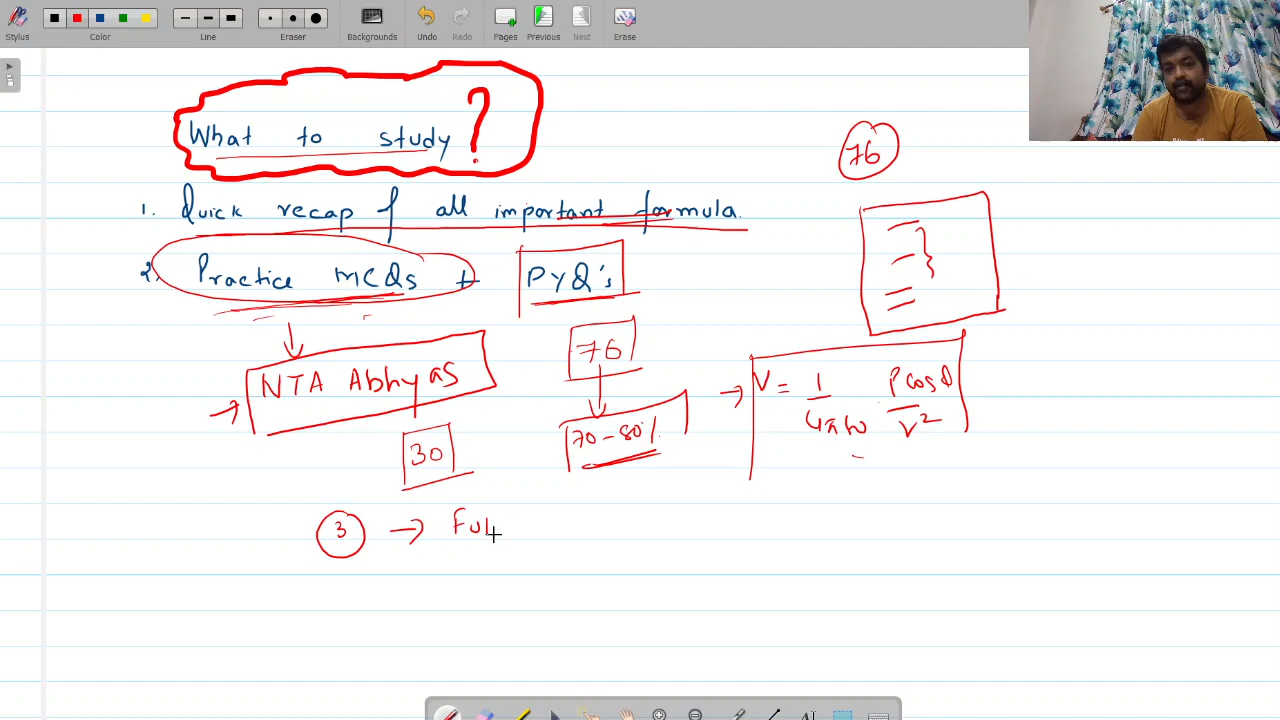 Stylus Color Line Eraser Backgrounds Undo Redo Pages Previous Next Erase
What to study ?
76
1. Quick recap of all important formula.
2. Practice MCQs + PYQ's
NTA Abhyas
76
V = 1 / 4πε0 · P cos θ / r2
30
70-80%
3 → Ful